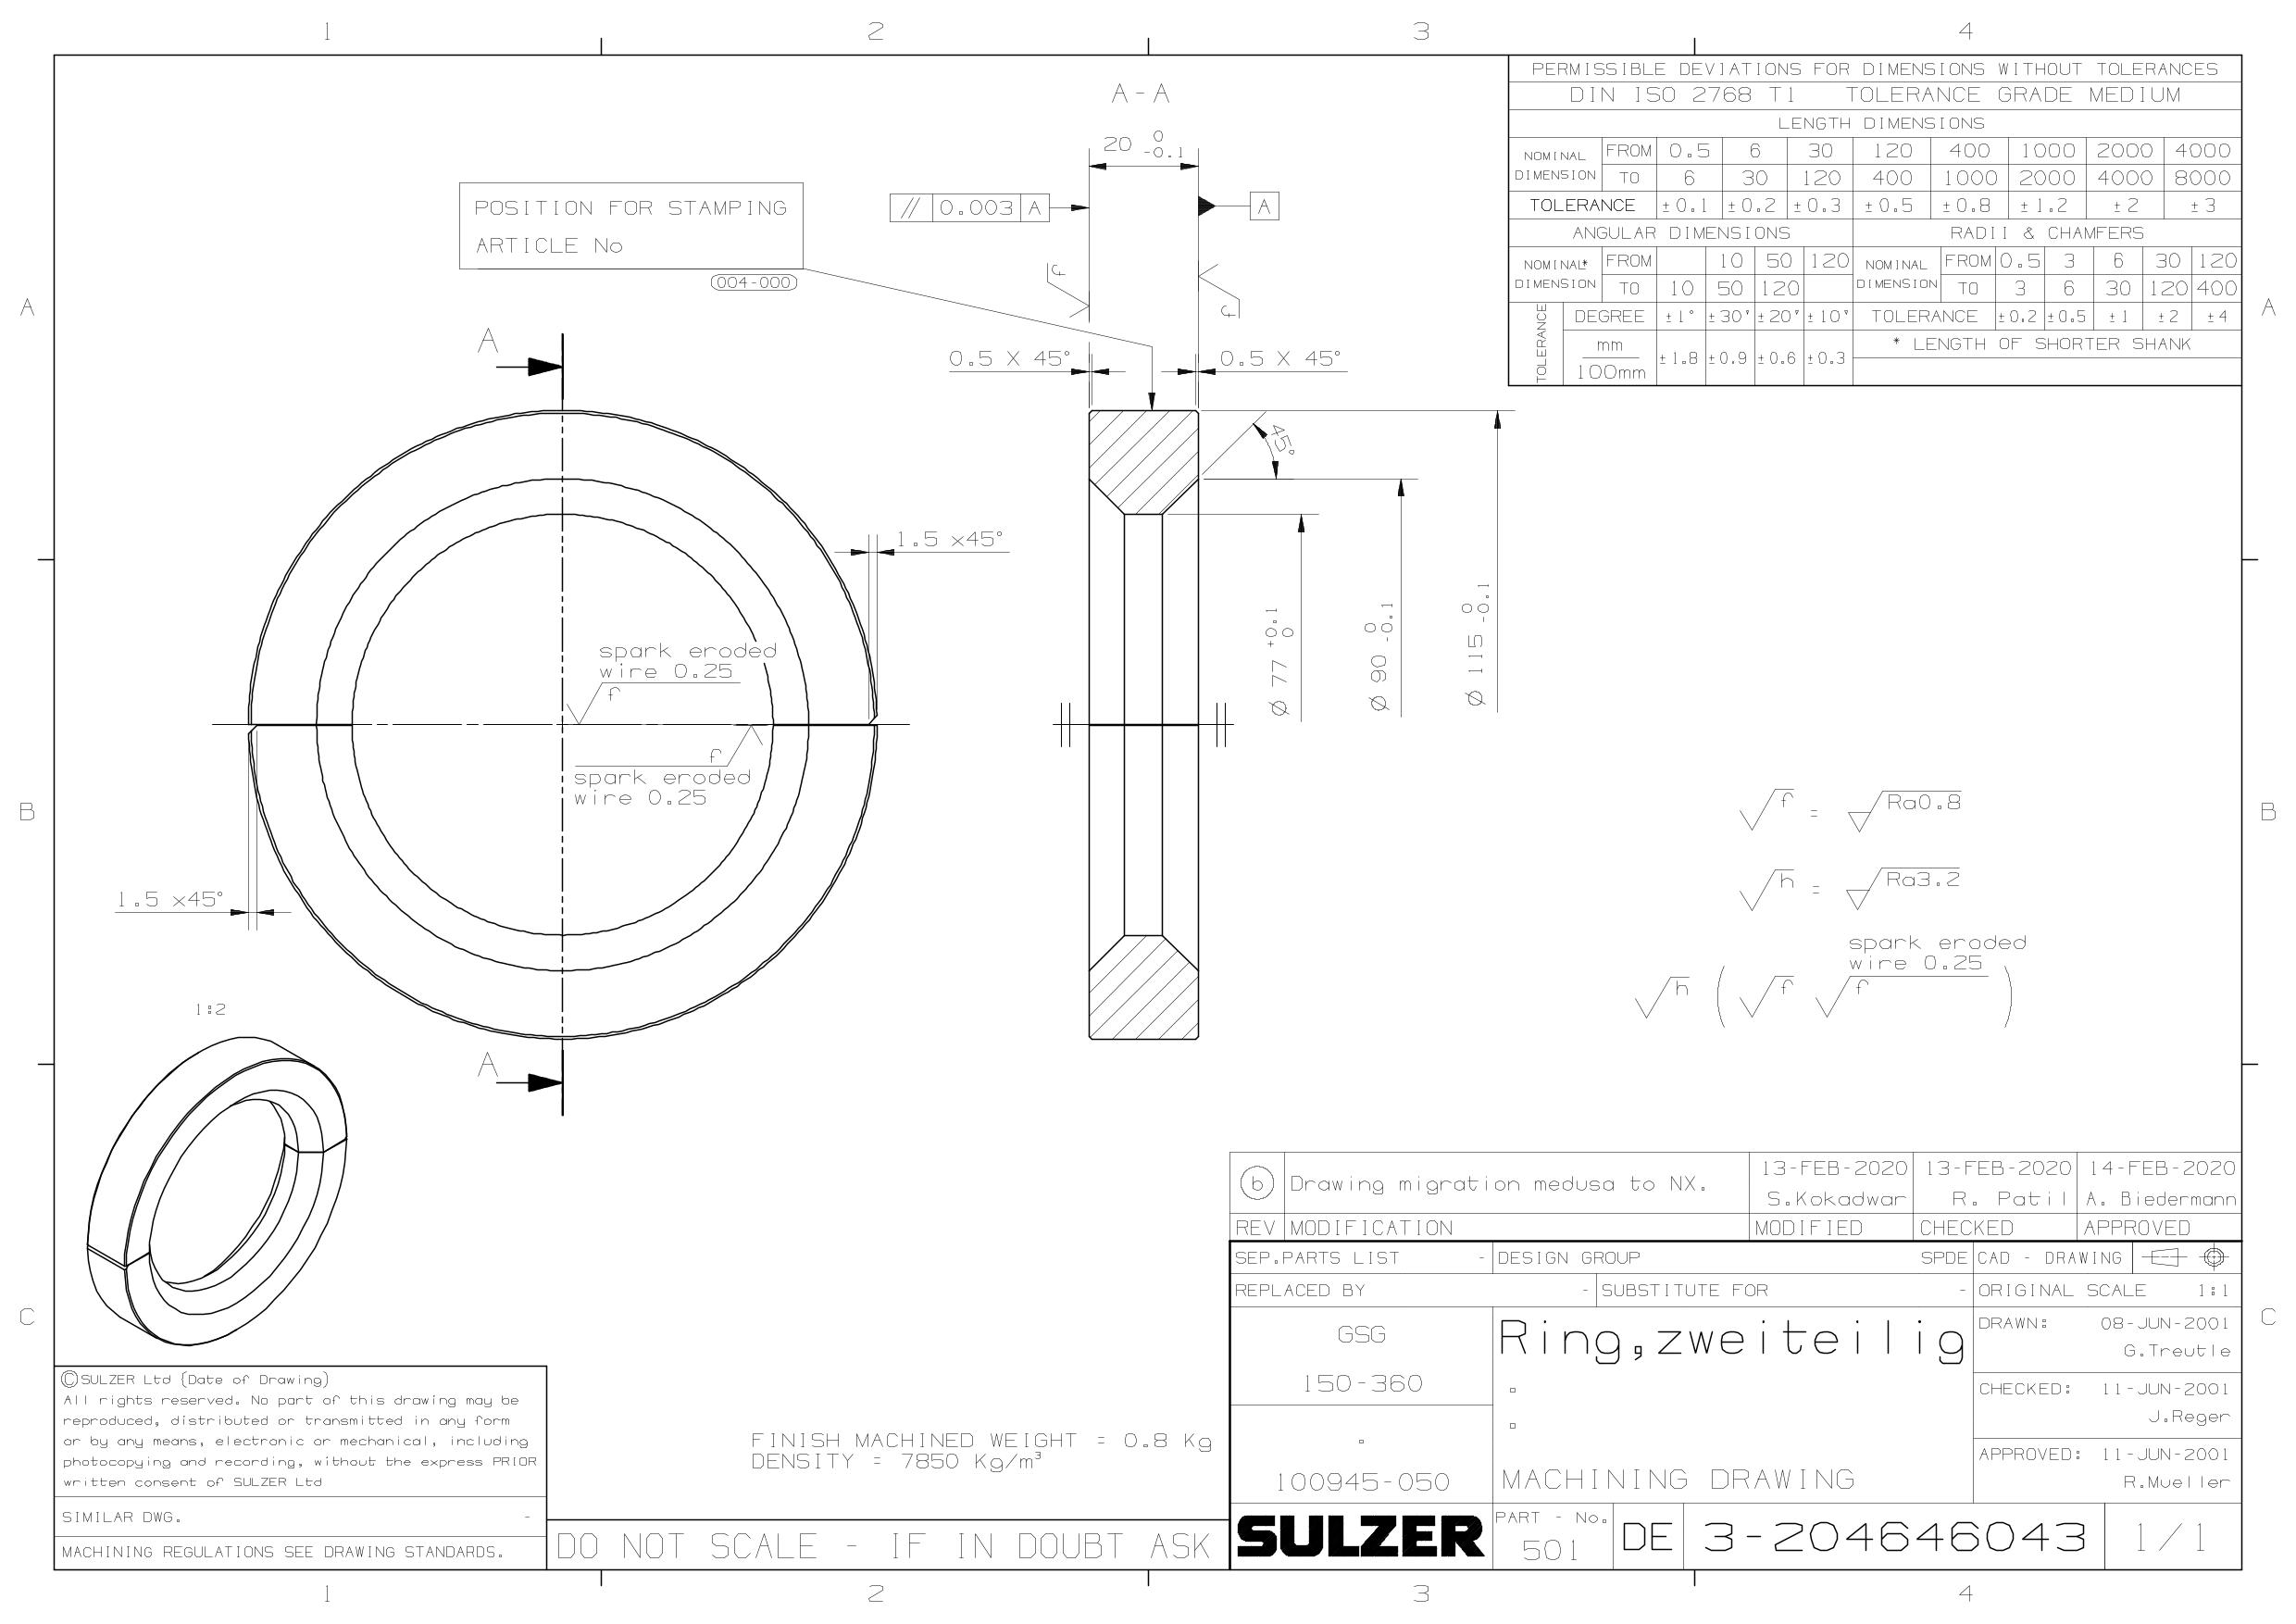 1 2 3 4
A
B
C
A
B
C
1 2 3 4
A-A
20 0 -0.1
// 0.003 A
A
POSITION FOR STAMPING
ARTICLE No
004-000
f
f
0.5 X 45°
0.5 X 45°
45°
A
1.5 x45°
spark eroded
wire 0.25
f
f
spark eroded
wire 0.25
1.5 x45°
A
Ø 77 +0.1 0
Ø 90 0 -0.1
Ø 115 0 -0.1
1:2
PERMISSIBLE DEVIATIONS FOR DIMENSIONS WITHOUT TOLERANCES
DIN ISO 2768 T1 TOLERANCE GRADE MEDIUM
LENGTH DIMENSIONS
NOMINAL DIMENSION FROM 0.5 6 30 120 400 1000 2000 4000
TO 6 30 120 400 1000 2000 4000 8000
TOLERANCE ±0.1 ±0.2 ±0.3 ±0.5 ±0.8 ±1.2 ±2 ±3
ANGULAR DIMENSIONS RADII & CHAMFERS
NOMINAL* DIMENSION FROM 10 50 120 NOMINAL DIMENSION FROM 0.5 3 6 30 120
TO 10 50 120 TO 3 6 30 120 400
TOLERANCE DEGREE ±1° ±30' ±20' ±10' TOLERANCE ±0.2 ±0.5 ±1 ±2 ±4
mm
100mm
±1.8 ±0.9 ±0.6 ±0.3
* LENGTH OF SHORTER SHANK
f = Ra0.8
h = Ra3.2
spark eroded
wire 0.25
h ( f f )
b Drawing migration medusa to NX. 13-FEB-2020 13-FEB-2020 14-FEB-2020
S.Kokadwar R. Patil A. Biedermann
REV MODIFICATION MODIFIED CHECKED APPROVED
SEP.PARTS LIST - DESIGN GROUP SPDE CAD - DRAWING
REPLACED BY - SUBSTITUTE FOR - ORIGINAL SCALE 1:1
GSG
150-360
100945-050
Ring,zweiteilig
MACHINING DRAWING
DRAWN: 08-JUN-2001
G.Treutle
CHECKED: 11-JUN-2001
J.Reger
APPROVED: 11-JUN-2001
R.Mueller
SULZER
PART - No.
501
DE 3-204646043 1/1
FINISH MACHINED WEIGHT = 0.8 Kg
DENSITY = 7850 Kg/m³
©SULZER Ltd (Date of Drawing)
All rights reserved. No part of this drawing may be
reproduced, distributed or transmitted in any form
or by any means, electronic or mechanical, including
photocopying and recording, without the express PRIOR
written consent of SULZER Ltd
SIMILAR DWG. -
MACHINING REGULATIONS SEE DRAWING STANDARDS.
DO NOT SCALE - IF IN DOUBT ASK